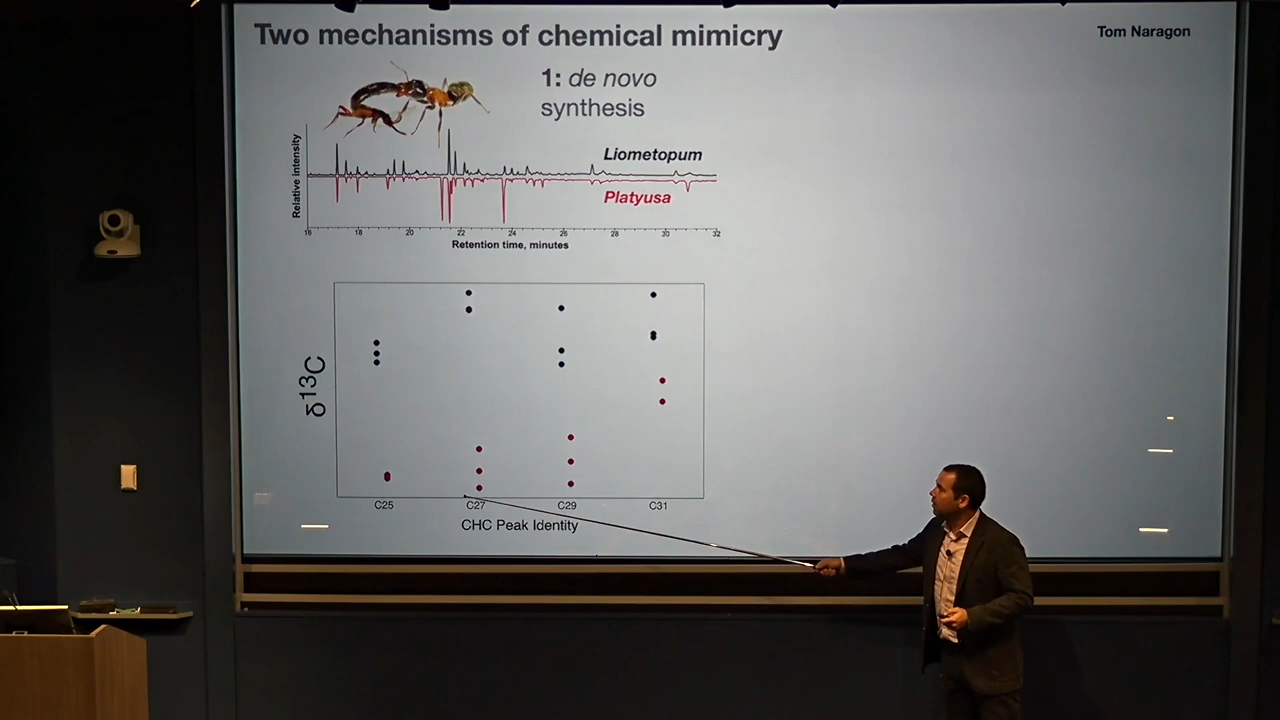 Two mechanisms of chemical mimicry
Tom Naragon
1: de novo
synthesis
Relative Intensity
Liometopum
Platyusa
16 18 20 22 24 26 28 30 32
Retention time, minutes
δ13C
C25 C27 C29 C31
CHC Peak Identity